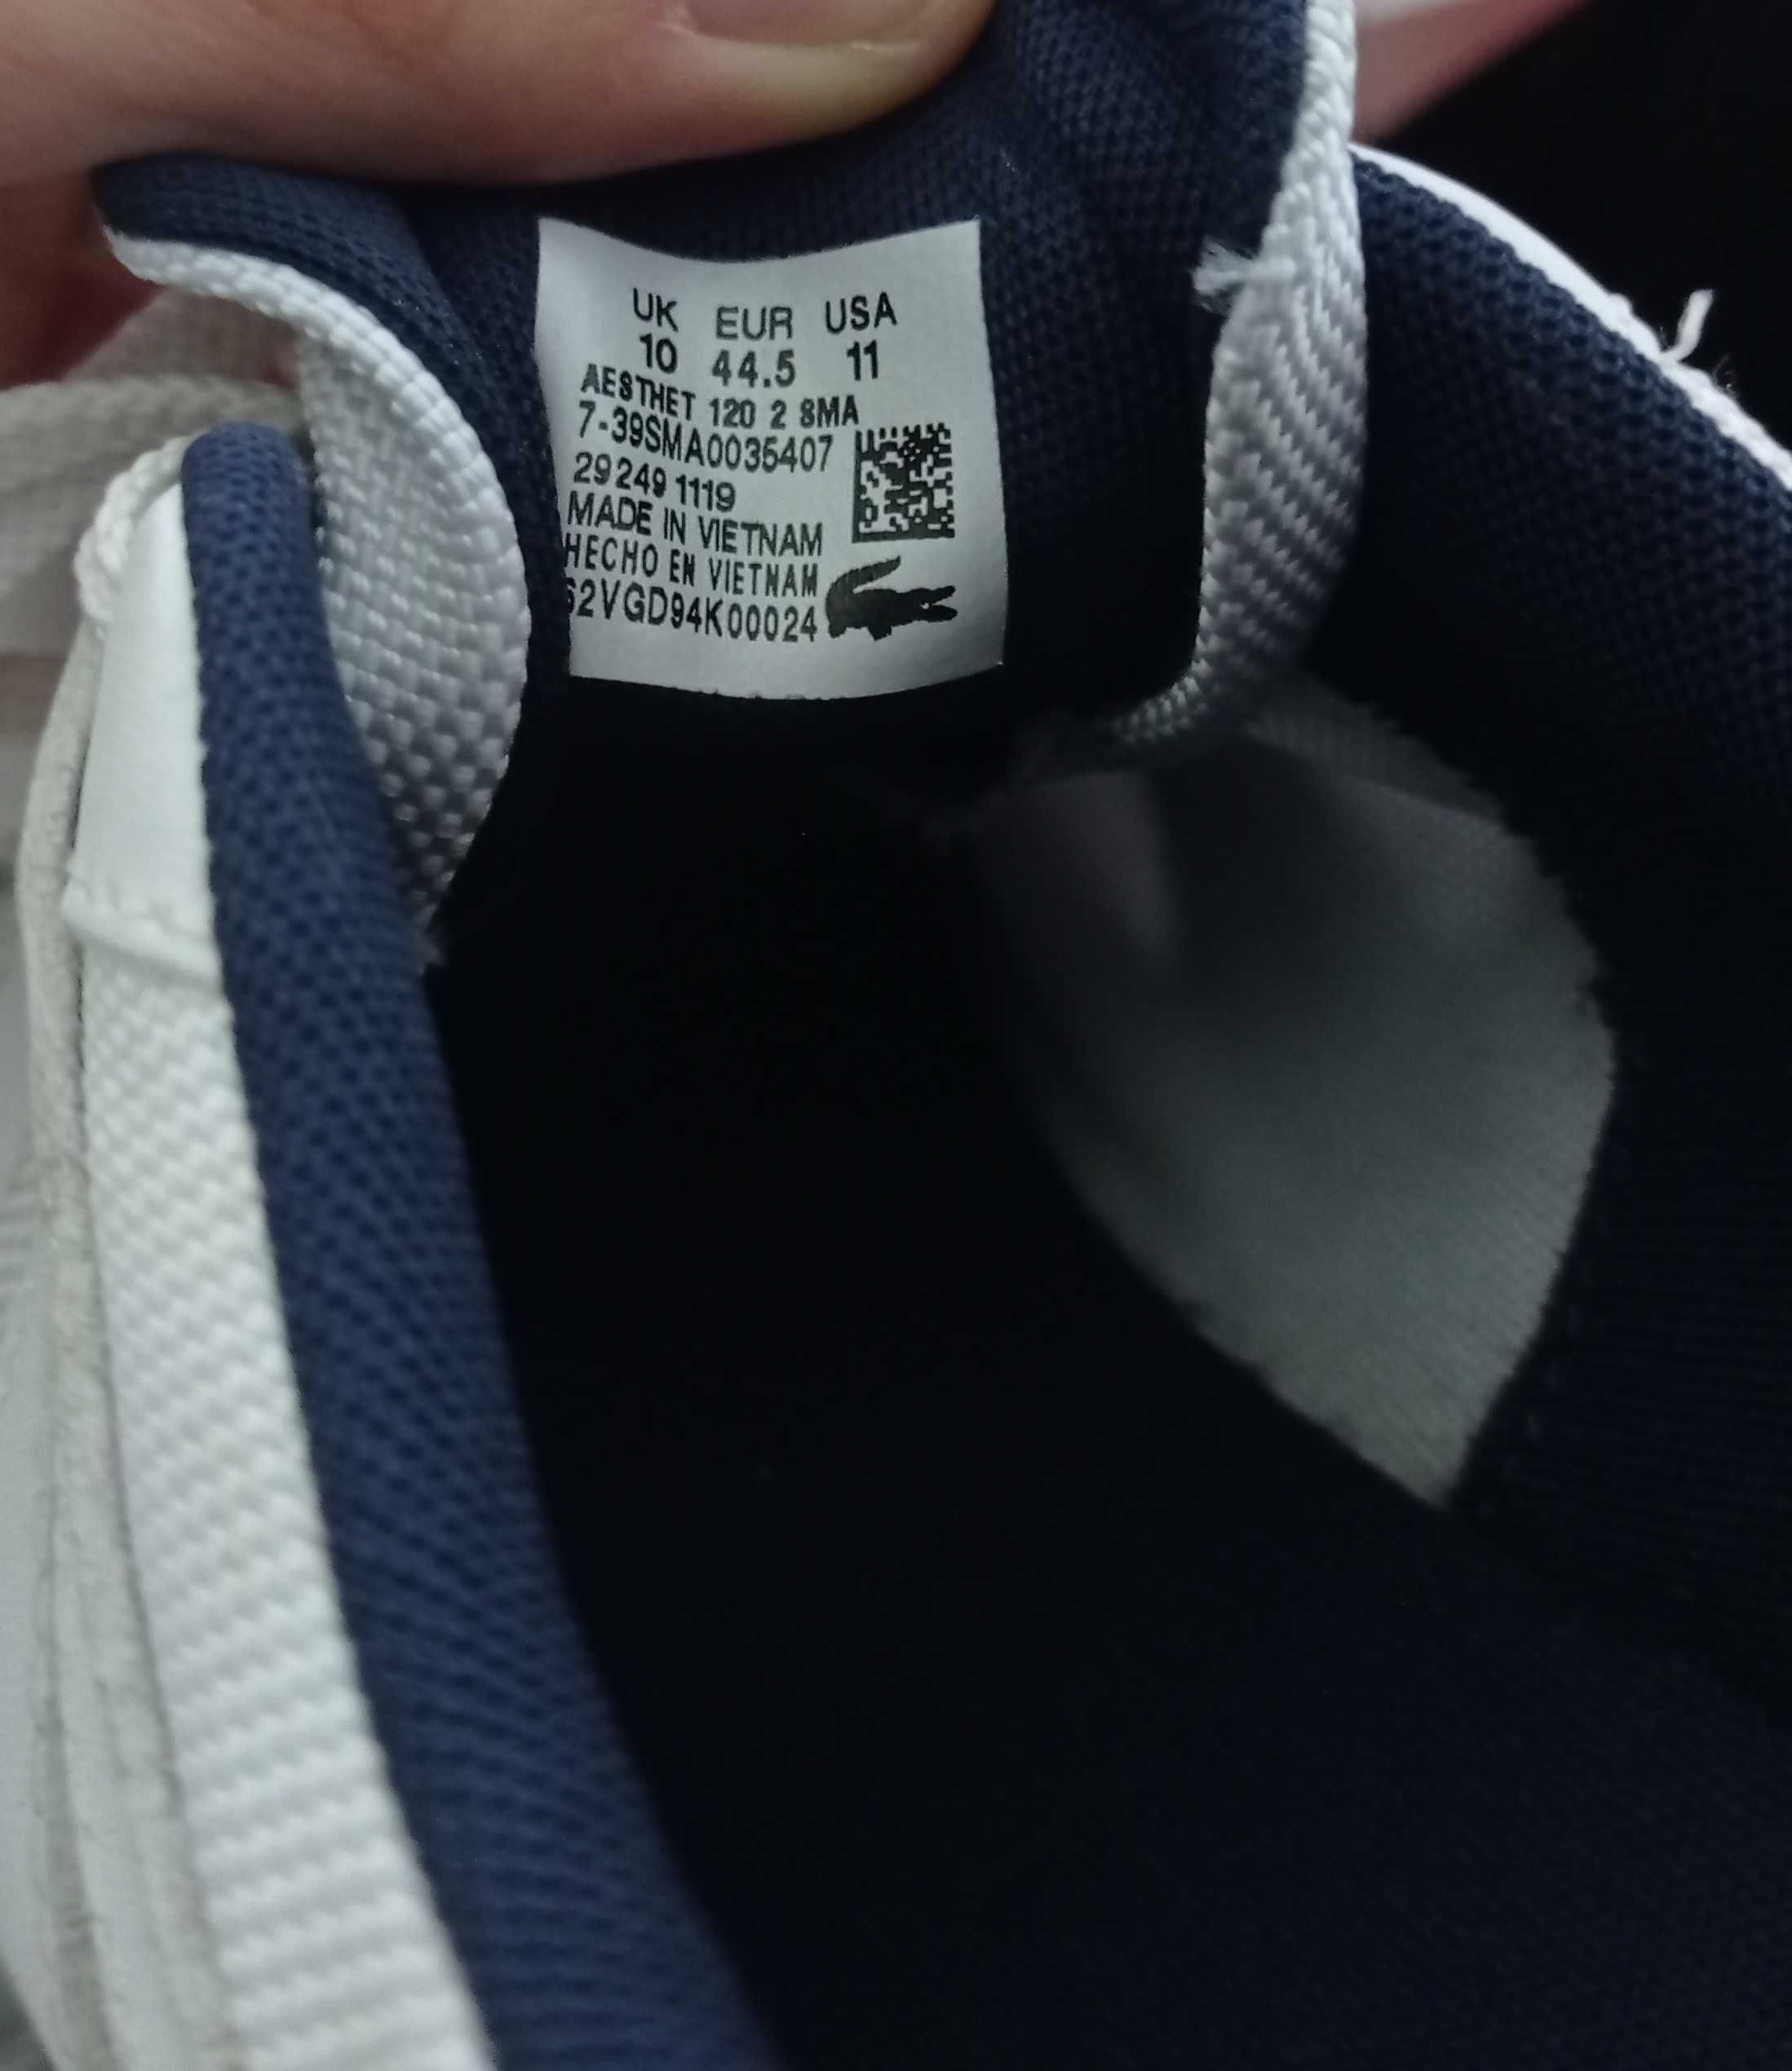 UK EUR USA
10 44.5 11
AESTHET 120 2 SMA
7-39SMA0035407
29249 1119
MADE IN VIETNAM
HECHO EN VIETNAM